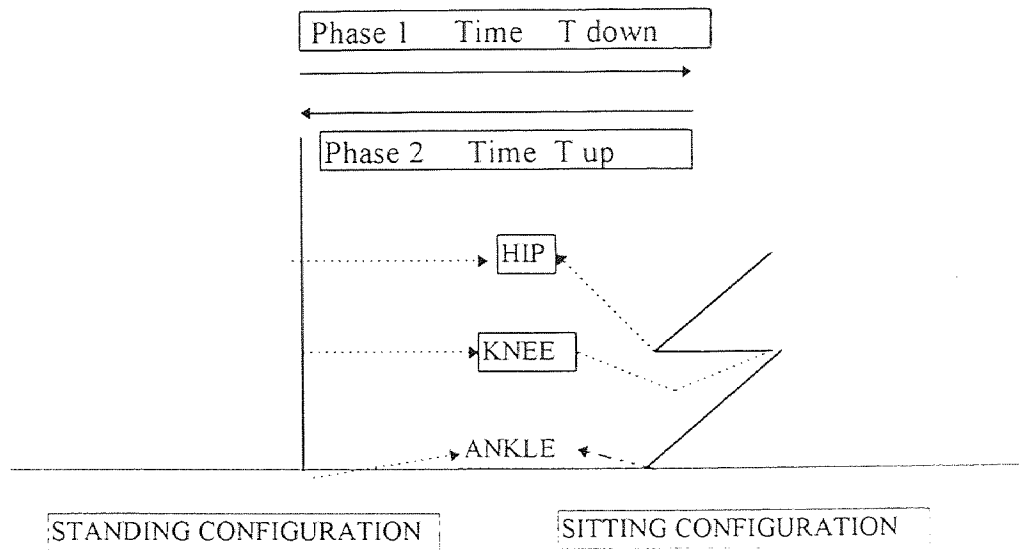 Phase 1 Time T down
Phase 2 Time T up
HIP
KNEE
ANKLE
STANDING CONFIGURATION
SITTING CONFIGURATION